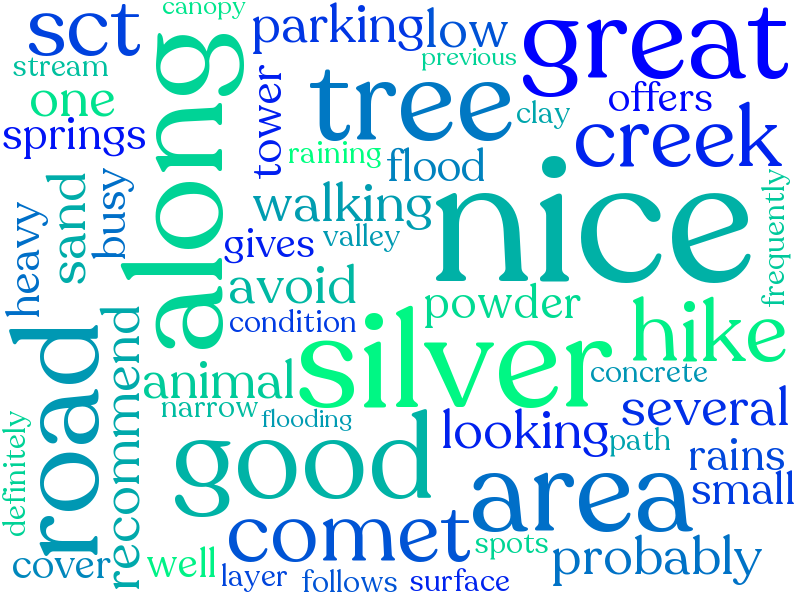 canopy
sct
parking
low
great
stream
previous
one
tree
offers
clay
springs
tower
creek
along
raining
flood
busy
sand
walking
nice
frequently
heavy
gives
valley
avoid
powder
condition
silver
hike
road
recommend
animal
concrete
narrow
flooding
good
looking
several
path
definitely
rains
area
small
comet
cover
well
spots
probably
layer
follows
surface